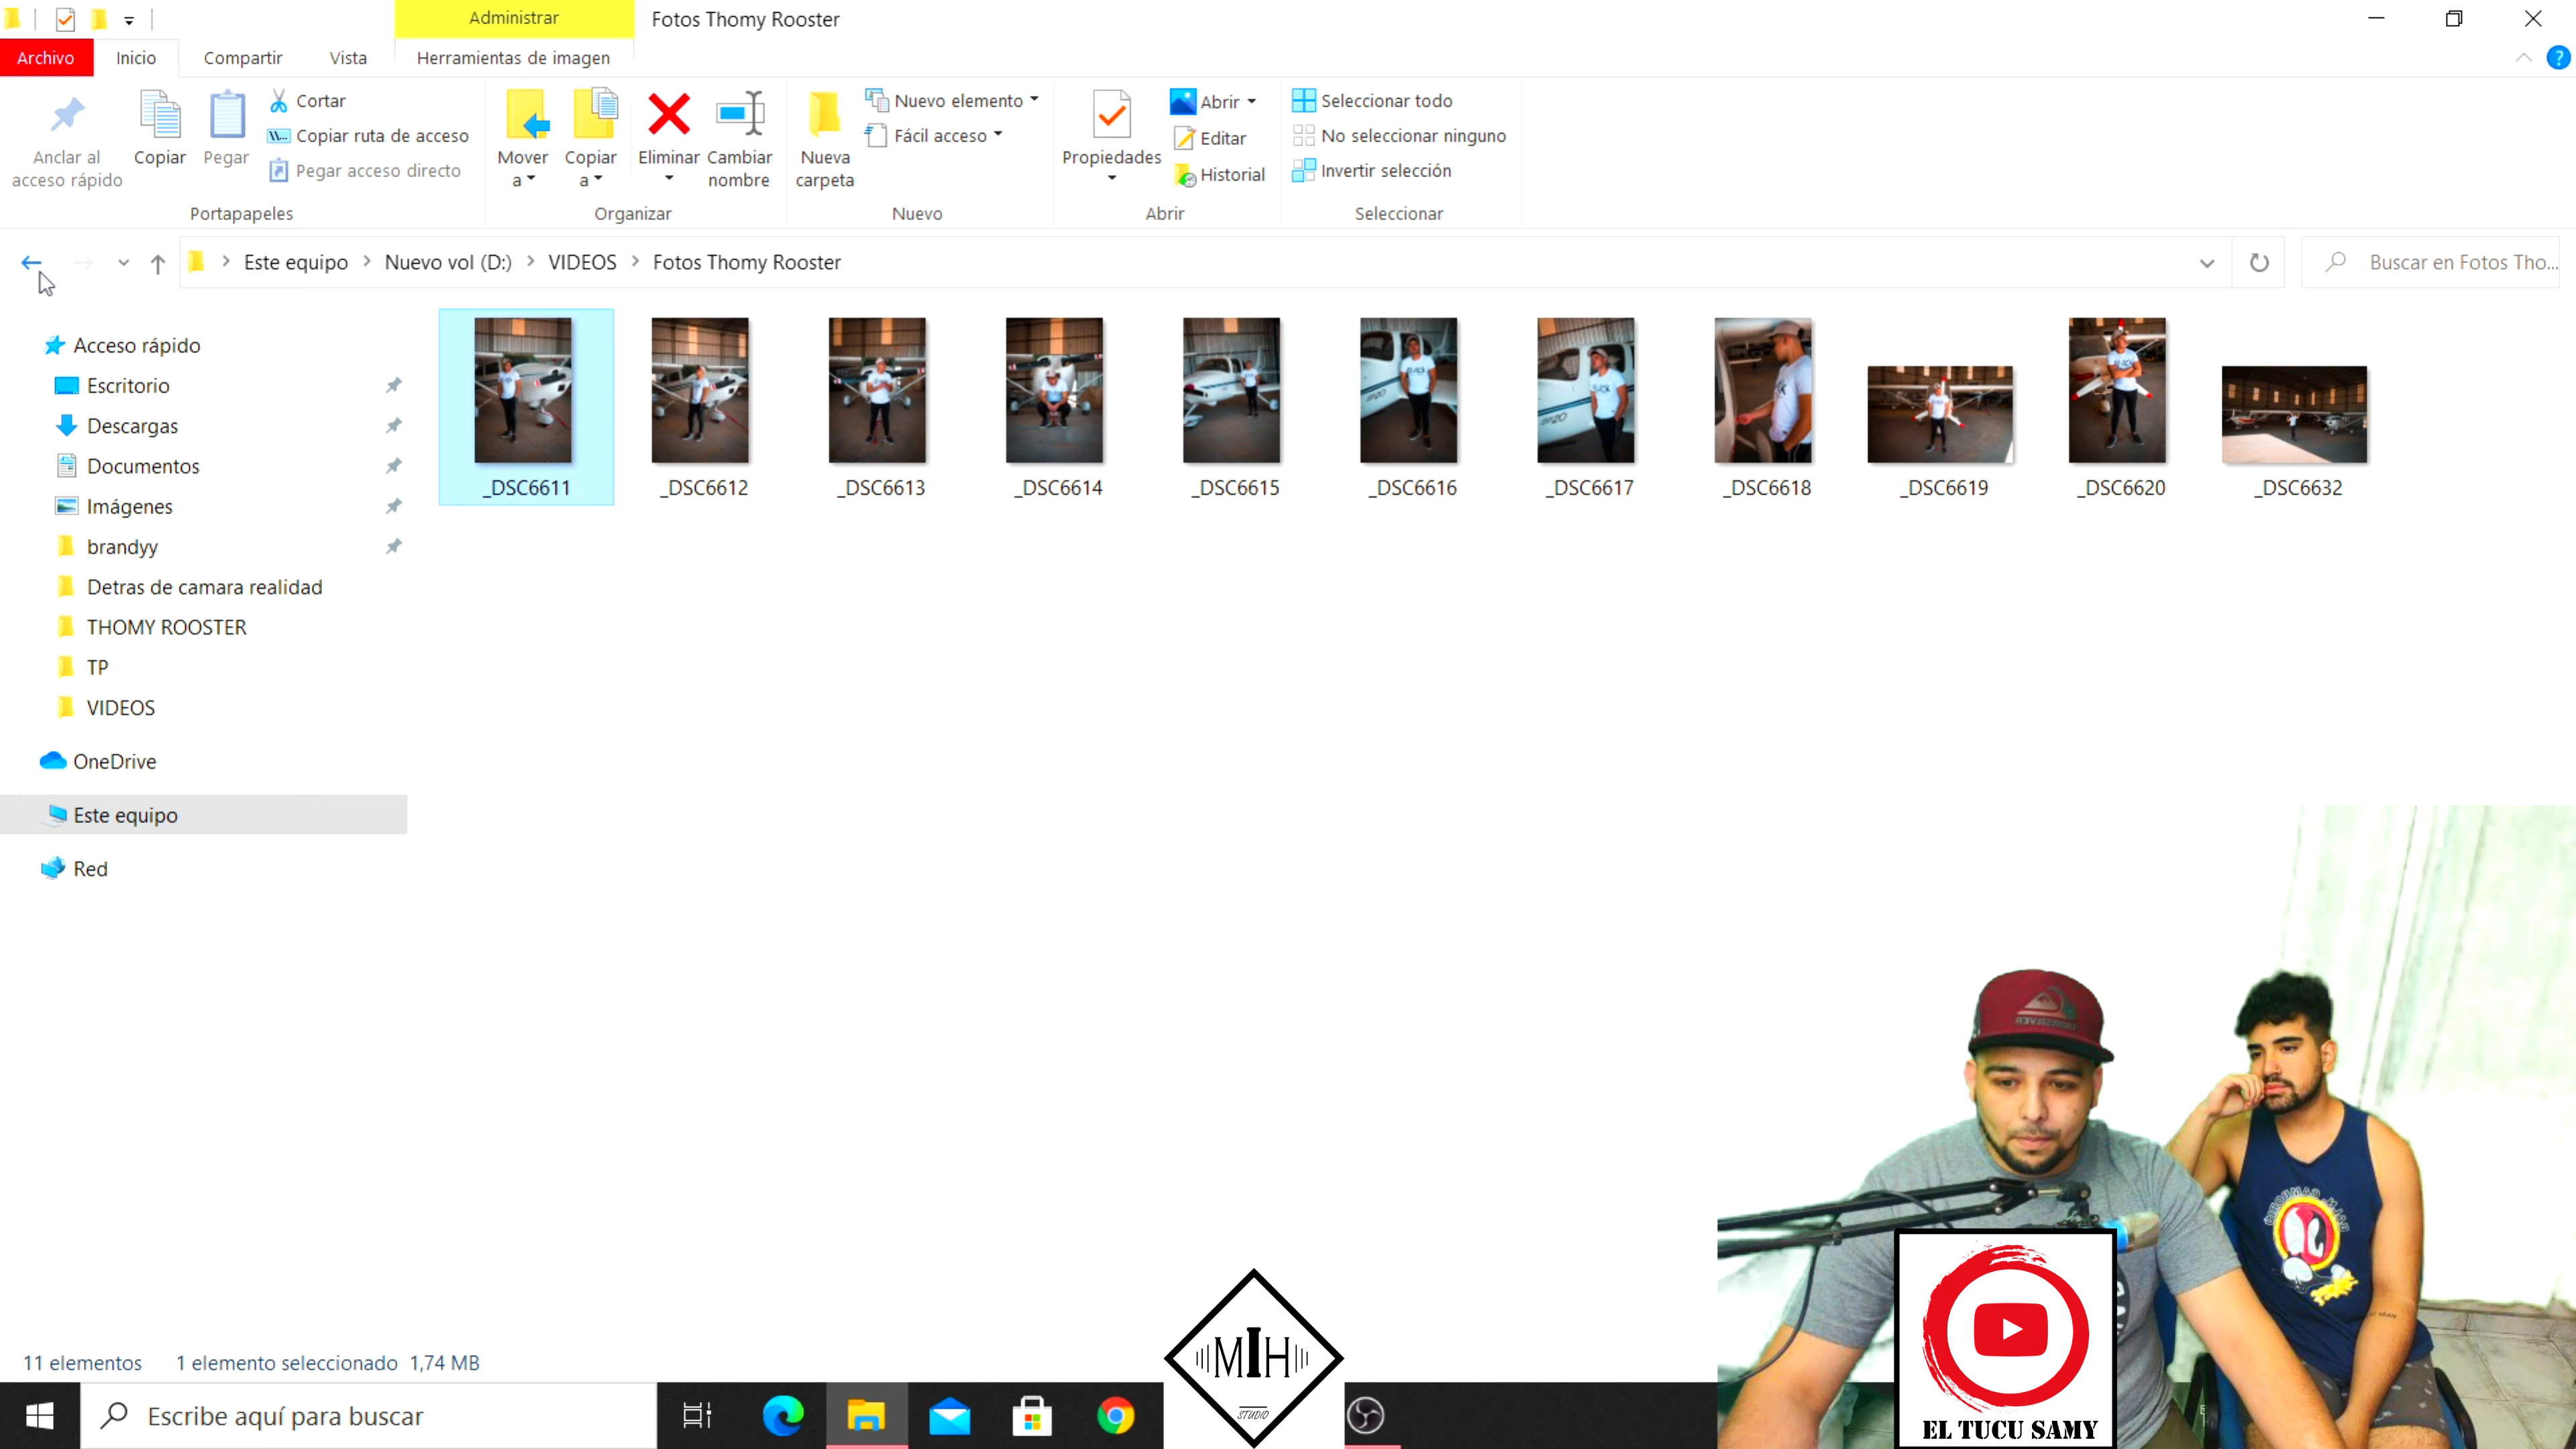 Administrar
Fotos Thomy Rooster
Archivo
Inicio
Compartir
Vista
Herramientas de imagen
Anclar al
acceso rápido
Copiar
Pegar
Cortar
Copiar ruta de acceso
Pegar acceso directo
Portapapeles
Mover
a
Copiar
a
Eliminar
Cambiar
nombre
Organizar
Nueva
carpeta
Nuevo elemento
Fácil acceso
Nuevo
Propiedades
Abrir
Editar
Historial
Abrir
Seleccionar todo
No seleccionar ninguno
Invertir selección
Seleccionar
Este equipo
Nuevo vol (D:)
VIDEOS
Fotos Thomy Rooster
Buscar en Fotos Tho...
Acceso rápido
Escritorio
Descargas
Documentos
Imágenes
brandyy
Detras de camara realidad
THOMY ROOSTER
TP
VIDEOS
OneDrive
Este equipo
Red
_DSC6611
_DSC6612
_DSC6613
_DSC6614
_DSC6615
_DSC6616
_DSC6617
_DSC6618
_DSC6619
_DSC6620
_DSC6632
11 elementos
1 elemento seleccionado 1,74 MB
Escribe aquí para buscar
MIH
STUDIO
EL TUCU SAMY